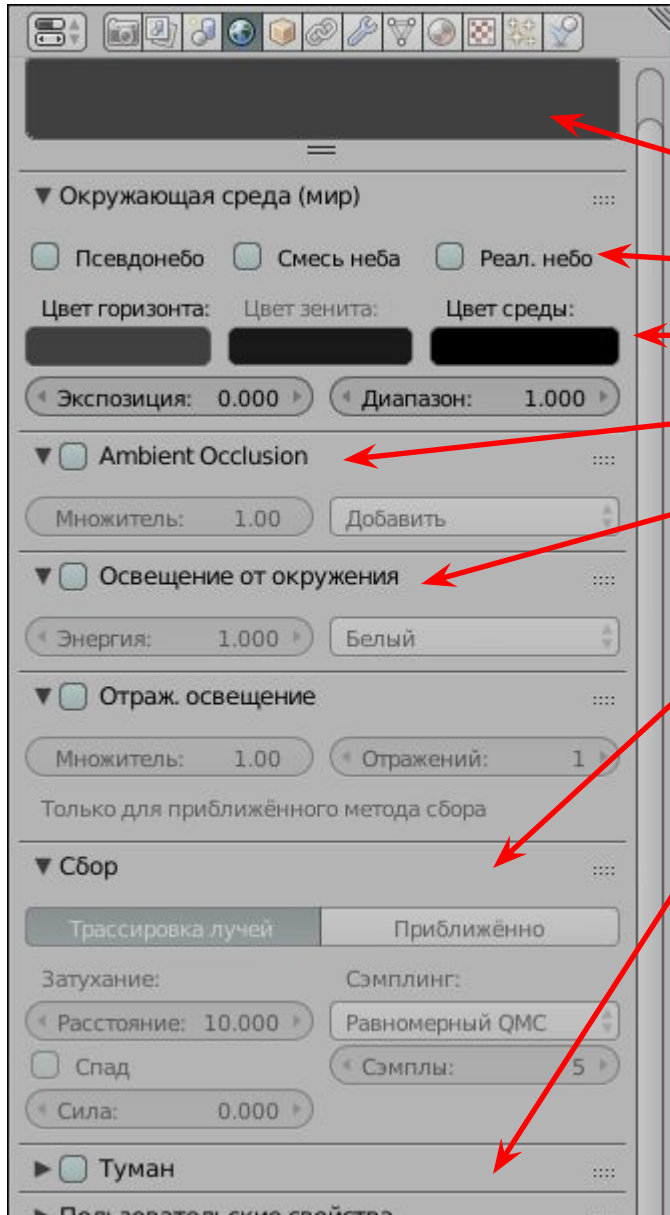 Окружающая среда (мир)
Псевдонебо Смесь неба Реал. небо
Цвет горизонта: Цвет зенита: Цвет среды:
Экспозиция: 0.000 Диапазон: 1.000
Ambient Occlusion
Множитель: 1.00 Добавить
Освещение от окружения
Энергия: 1.000 Белый
Отраж. освещение
Множитель: 1.00 Отражений: 1
Только для приближённого метода сбора
Сбор
Трассировка лучей Приближённо
Затухание: Сэмплинг:
Расстояние: 10.000 Равномерный QMC
Спад Сэмплы: 5
Сила: 0.000
Туман
Пользовательские свойства